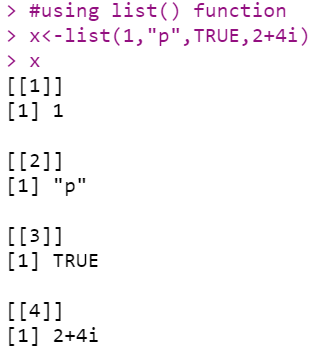 > #using list() function
> x<-list(1,"p",TRUE,2+4i)
> x
[[1]]
[1] 1
[[2]]
[1] "p"
[[3]]
[1] TRUE
[[4]]
[1] 2+4i